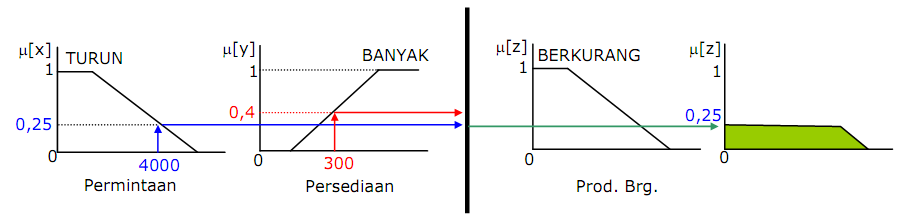 μ[x]
TURUN
1
0,25
0
4000
Permintaan
μ[y]
BANYAK
1
0,4
0
300
Persediaan
μ[z]
BERKURANG
1
0
Prod. Brg.
μ[z]
1
0,25
0